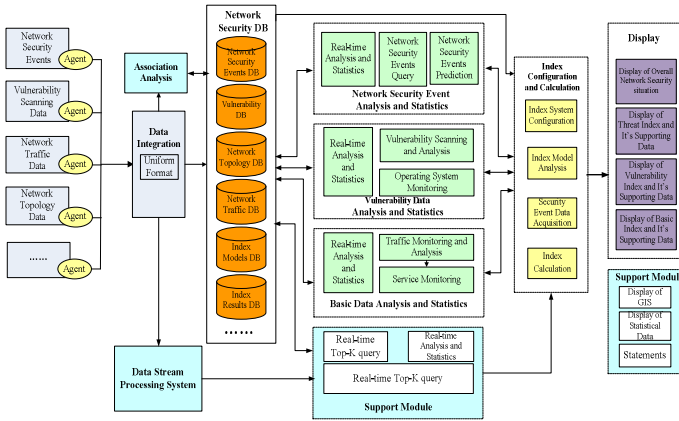 Network
Security
Events
Agent
Vulnerability
Scanning
Data
Agent
Network
Traffic
Data
Agent
Network
Topology
Data
Agent
……
Agent
Association
Analysis
Data
Integration
Uniform
Format
Data Stream
Processing System
Network
Security DB
Network
Security
Events DB
Vulnerability
DB
Network
Topology DB
Network
Traffic DB
Index
Models DB
Index
Results DB
……
Real-time
Analysis and
Statistics
Network
Security
Events
Query
Network
Security
Events
Prediction
Network Security Event
Analysis and Statistics
Real-time
Analysis
and
Statistics
Vulnerability Scanning
and Analysis
Operating System
Monitoring
Vulnerability Data
Analysis and Statistics
Real-time
Analysis
and
Statistics
Traffic Monitoring and
Analysis
Service Monitoring
Basic Data Analysis and Statistics
Real-time
Top-K query
Real-time
Analysis and
Statistics
Real-time Top-K query
Support Module
Index
Configuration
and Calculation
Index System
Configuration
Index Model
Analysis
Security
Event Data
Acquisition
Index
Calculation
Display
Display of Overall
Network Security
situation
Display of
Threat Index and
It's Supporting Data
Display of
Vulnerability
Index and It's
Supporting Data
Display of Basic
Index and It's
Supporting Data
Support Modul
Display of
GIS
Display of
Statistical
Data
Statements